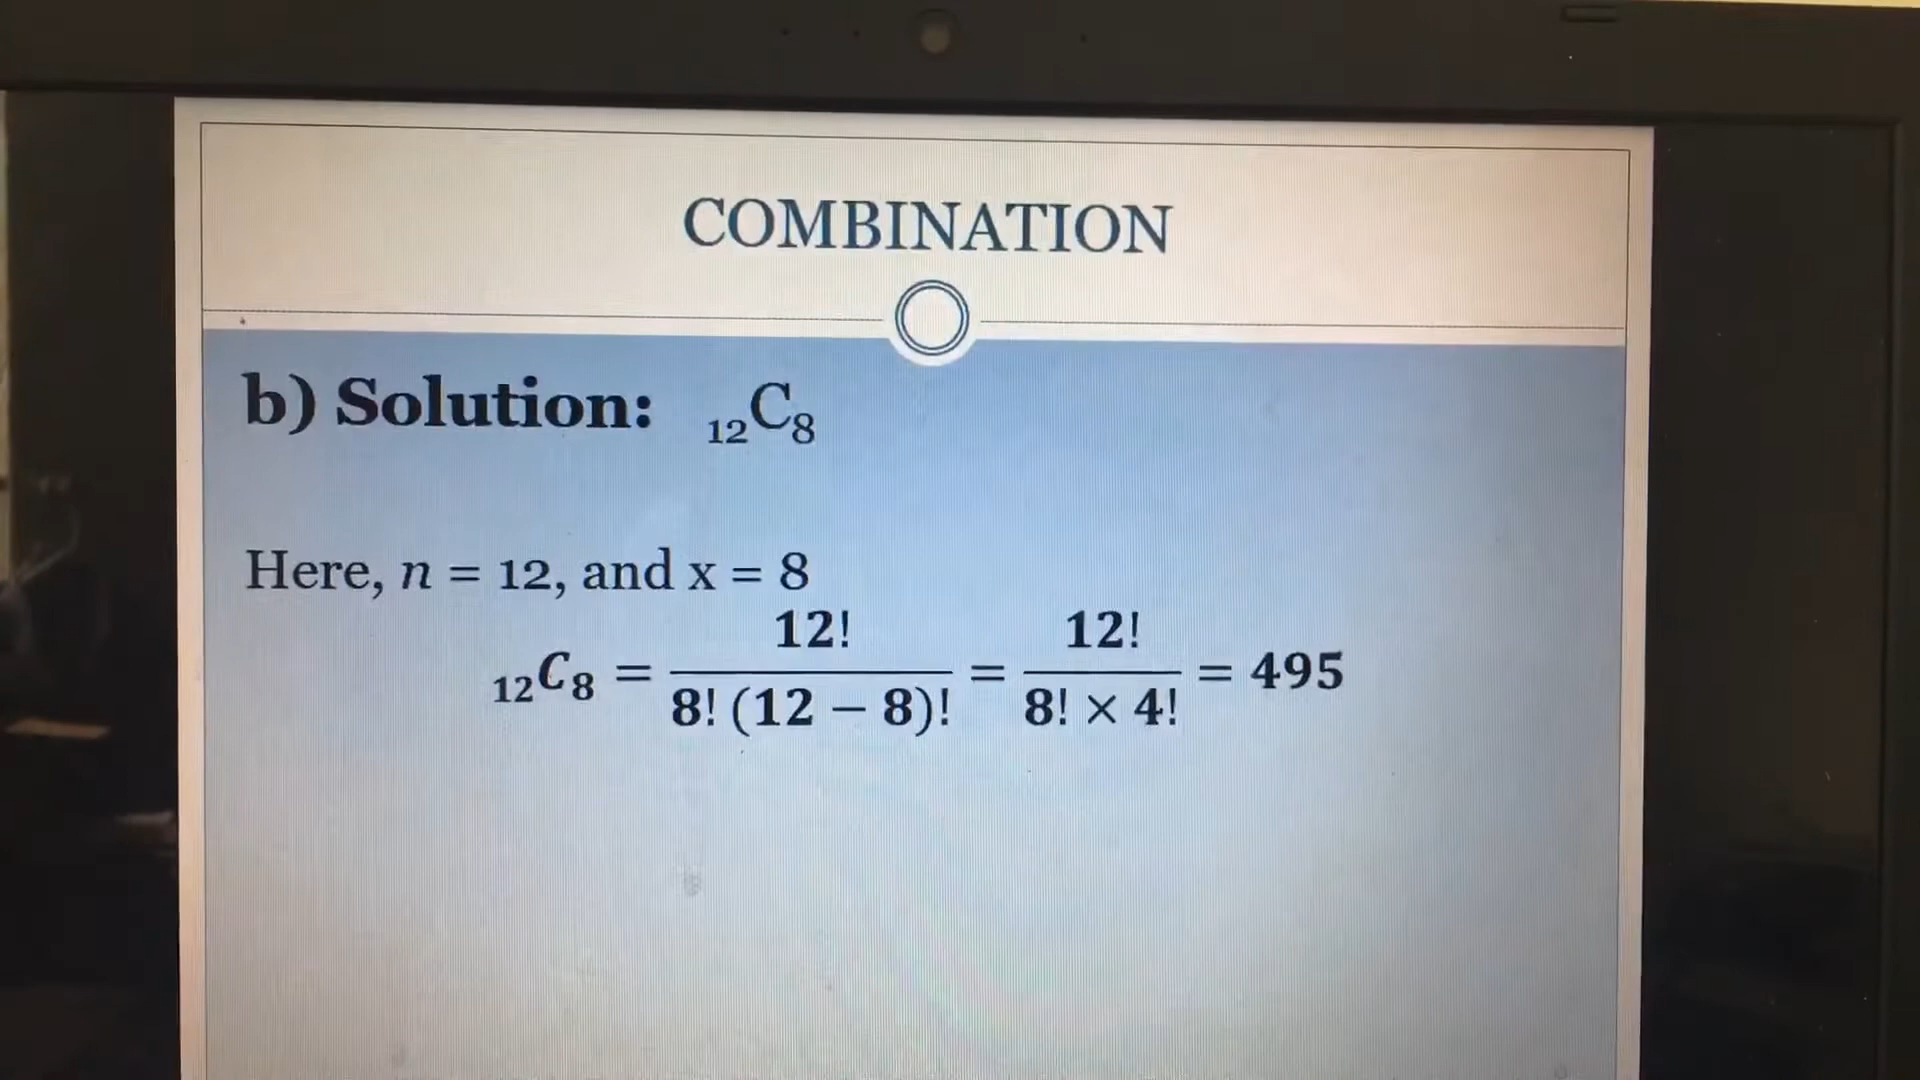 COMBINATION
b) Solution: ₁₂C₈
Here, n = 12, and x = 8
₁₂C₈ = 12! / 8! (12 – 8)! = 12! / 8! × 4! = 495